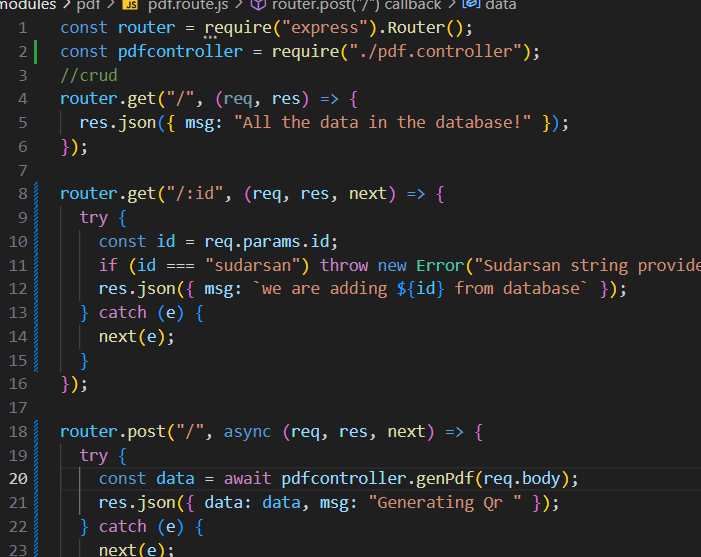 modules > pdf > JS pdf.route.js > router.post("/") callback > data
1 const router = require("express").Router();
2 const pdfcontroller = require("./pdf.controller");
3 //crud
4 router.get("/", (req, res) => {
5 res.json({ msg: "All the data in the database!" });
6 });
7
8 router.get("/:id", (req, res, next) => {
9 try {
10 const id = req.params.id;
11 if (id === "sudarsan") throw new Error("Sudarsan string provide
12 res.json({ msg: `we are adding ${id} from database` });
13 } catch (e) {
14 next(e);
15 }
16 });
17
18 router.post("/", async (req, res, next) => {
19 try {
20 const data = await pdfcontroller.genPdf(req.body);
21 res.json({ data: data, msg: "Generating Qr " });
22 } catch (e) {
23 next(e);